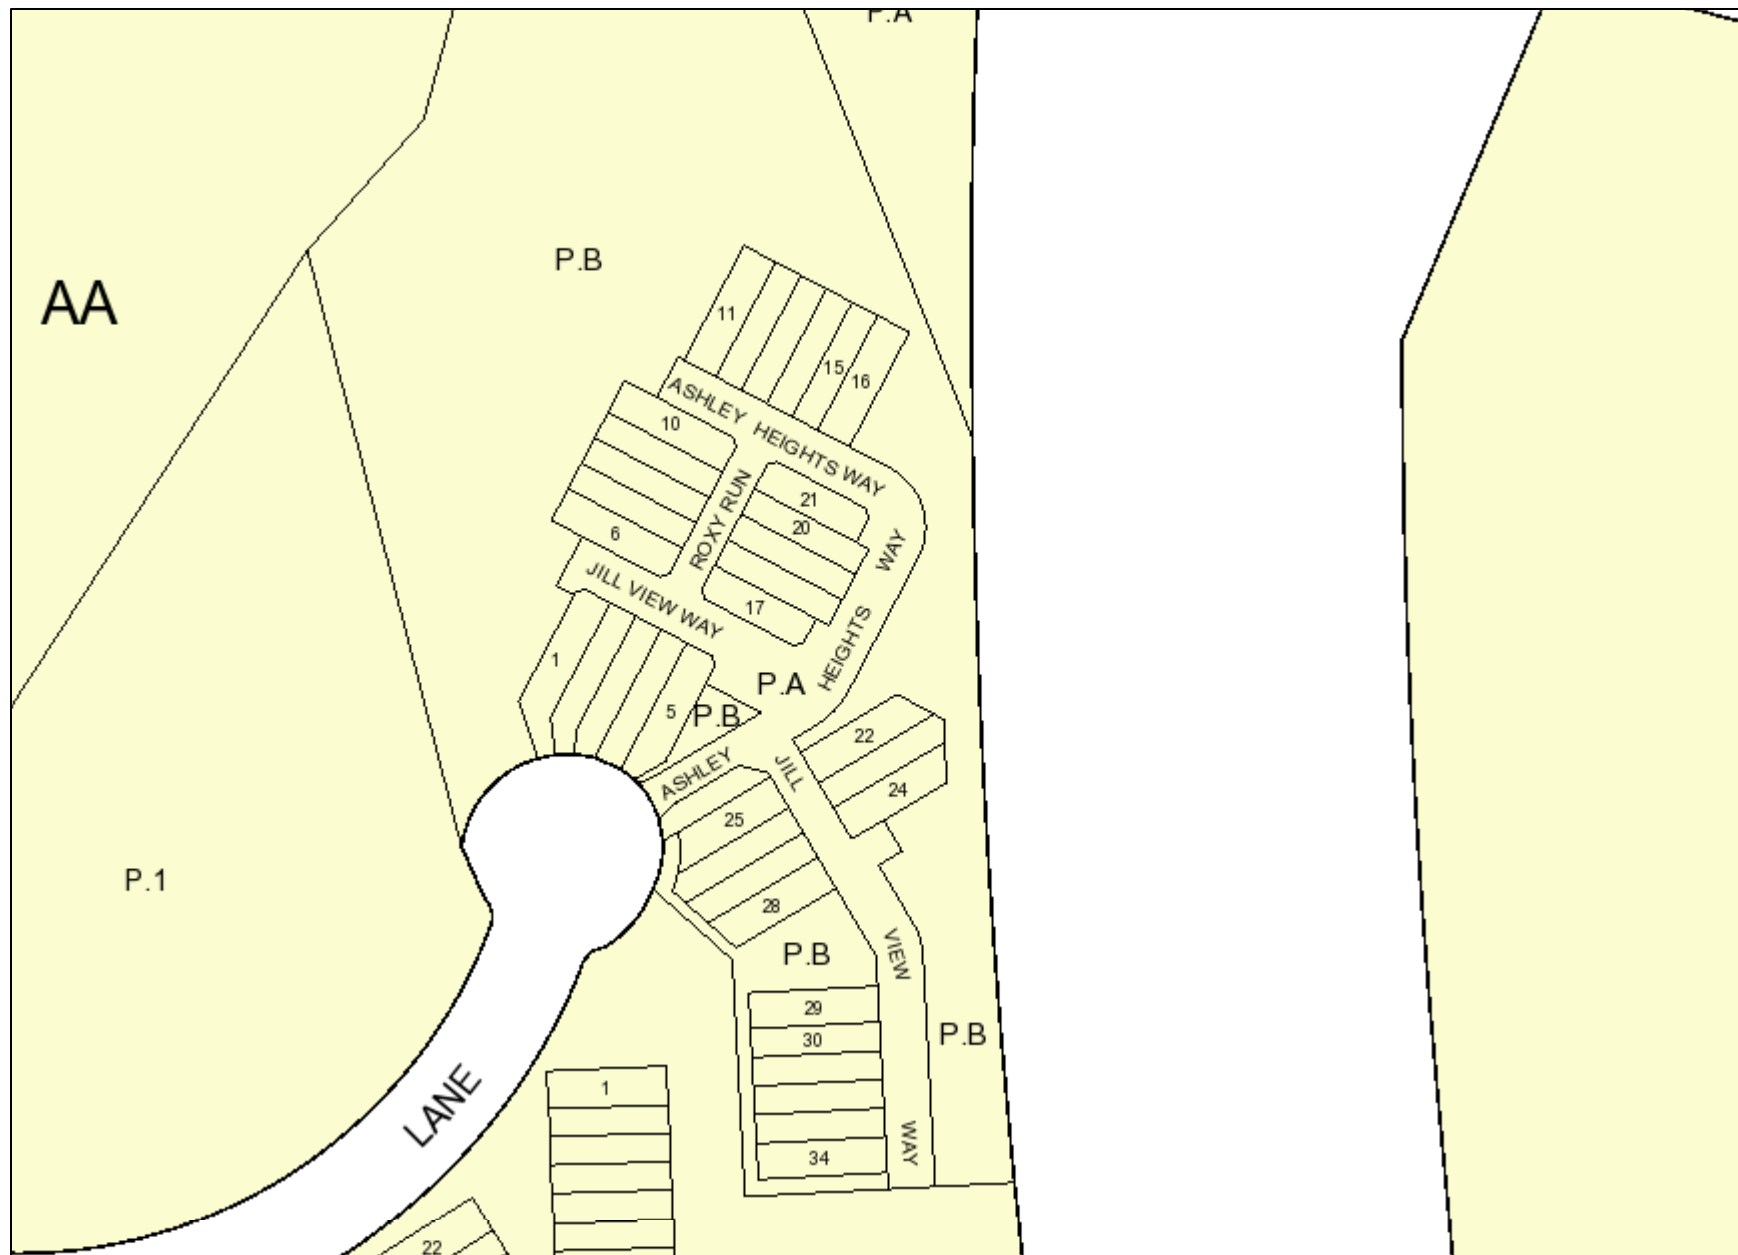 P.A
P.B
AA
11
15
16
ASHLEY HEIGHTS WAY
10
21
20
ROXY RUN
6
WAY
JILL VIEW WAY
17
HEIGHTS
1
P.A
5
P.B
22
ASHLEY
JILL
24
25
P.1
28
P.B
VIEW
29
30
P.B
1
LANE
WAY
34
22